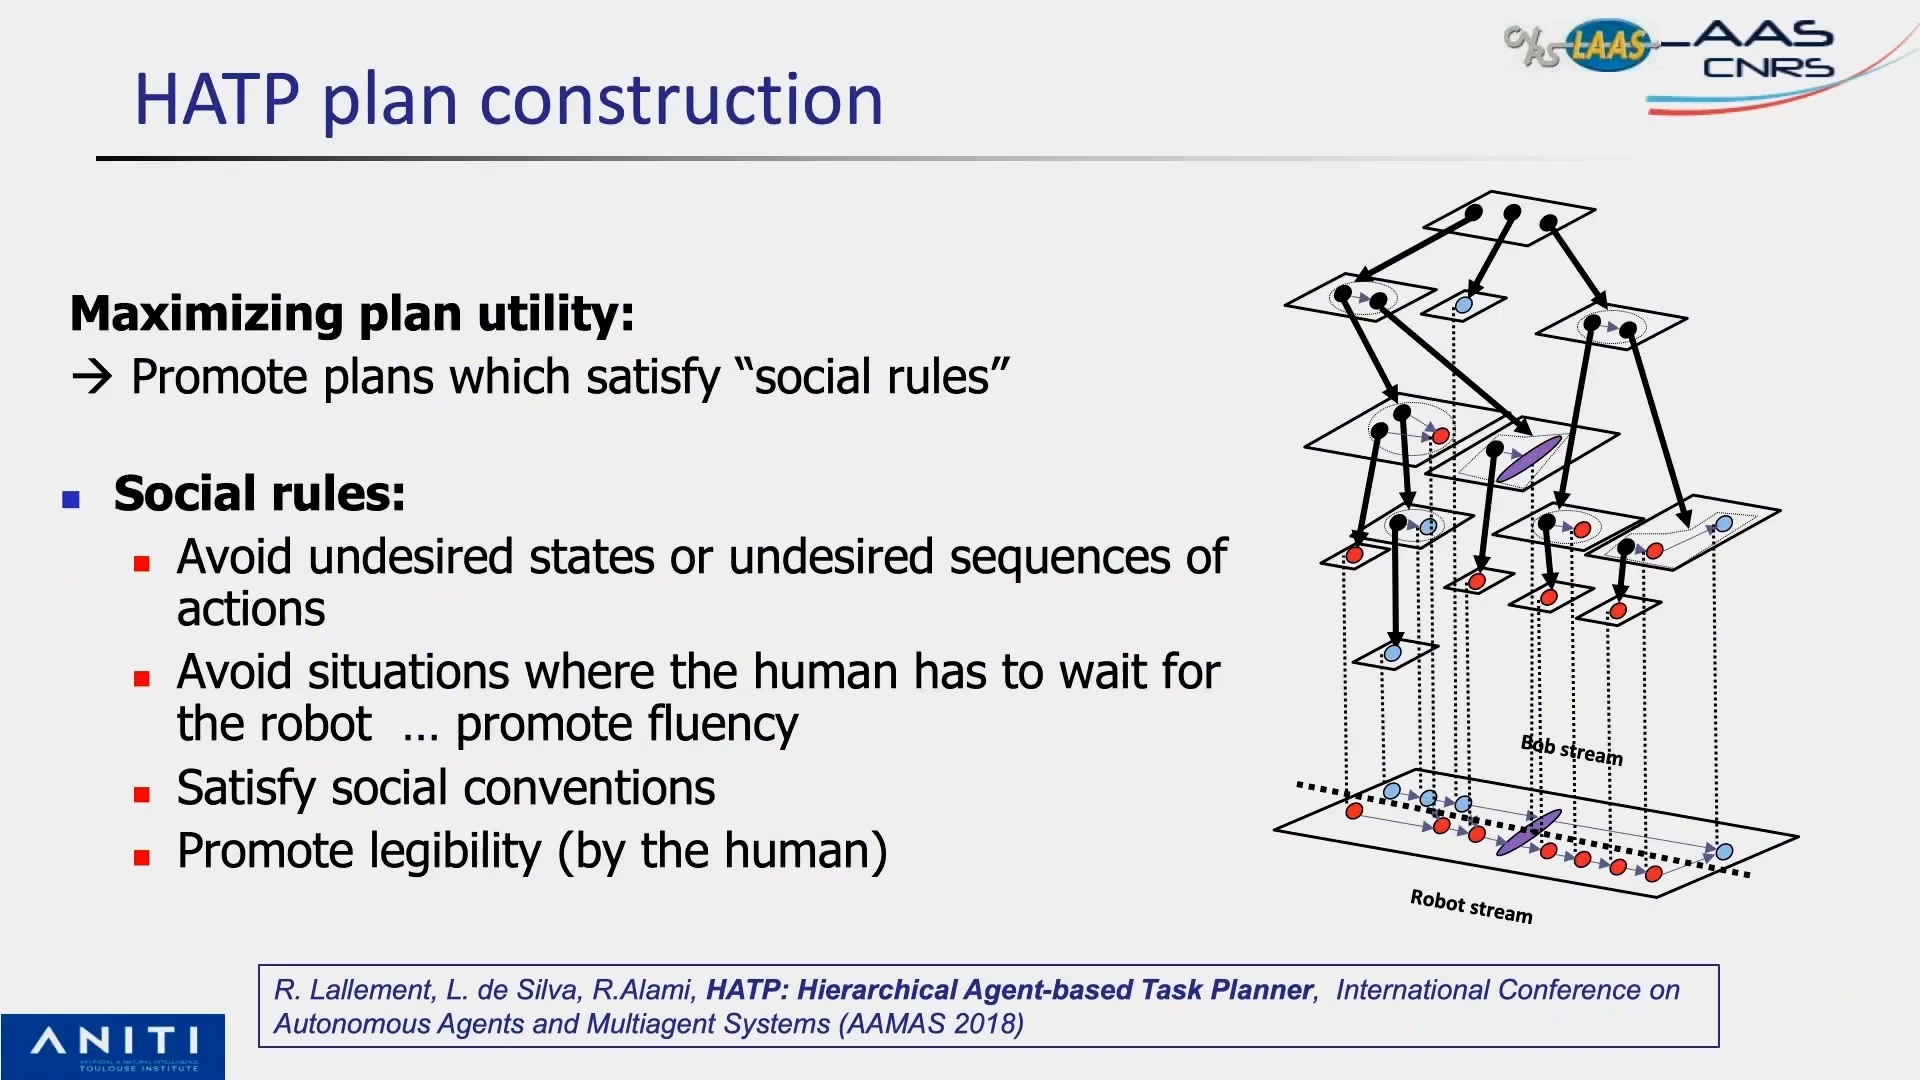 CNRS LAAS
LAAS
CNRS
HATP plan construction
Maximizing plan utility:
→ Promote plans which satisfy “social rules”
Social rules:
Avoid undesired states or undesired sequences of
actions
Avoid situations where the human has to wait for
the robot … promote fluency
Satisfy social conventions
Promote legibility (by the human)
Bob stream
Robot stream
R. Lallement, L. de Silva, R.Alami, HATP: Hierarchical Agent-based Task Planner, International Conference on
Autonomous Agents and Multiagent Systems (AAMAS 2018)
ANITI
ARTIFICIAL & NATURAL INTELLIGENCE
TOULOUSE INSTITUTE